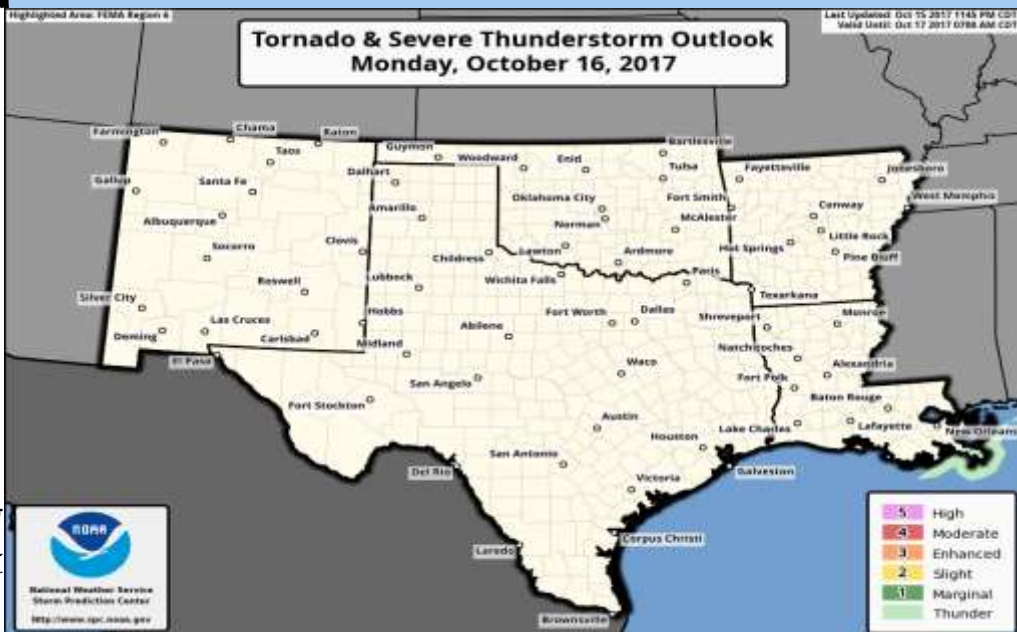 Highlighted Area: FEMA Region 6
Last Updated: Oct 15 2017 1145 PM CDT
Valid Until: Oct 17 2017 0700 AM CDT
Tornado & Severe Thunderstorm Outlook
Monday, October 16, 2017
Farmington
Chama
Raton
Taos
Gallup
Santa Fe
Albuquerque
Socorro
Clovis
Roswell
Silver City
Las Cruces
Deming
Carlsbad
Hobbs
El Paso
Guymon
Woodward
Enid
Bartlesville
Tulsa
Dalhart
Amarillo
Oklahoma City
Norman
Fort Smith
McAlester
Lawton
Ardmore
Childress
Wichita Falls
Paris
Fayetteville
Jonesboro
West Memphis
Conway
Little Rock
Hot Springs
Pine Bluff
Texarkana
Lubbock
Fort Worth
Dallas
Shreveport
Monroe
Abilene
Midland
Natchitoches
Alexandria
Waco
San Angelo
Fort Polk
Baton Rouge
Fort Stockton
Austin
Lake Charles
Lafayette
New Orleans
Houston
San Antonio
Del Rio
Galveston
Victoria
Corpus Christi
Laredo
Brownsville
NOAA
National Weather Service
Storm Prediction Center
http://www.spc.noaa.gov
5 High
4 Moderate
3 Enhanced
2 Slight
1 Marginal
Thunder